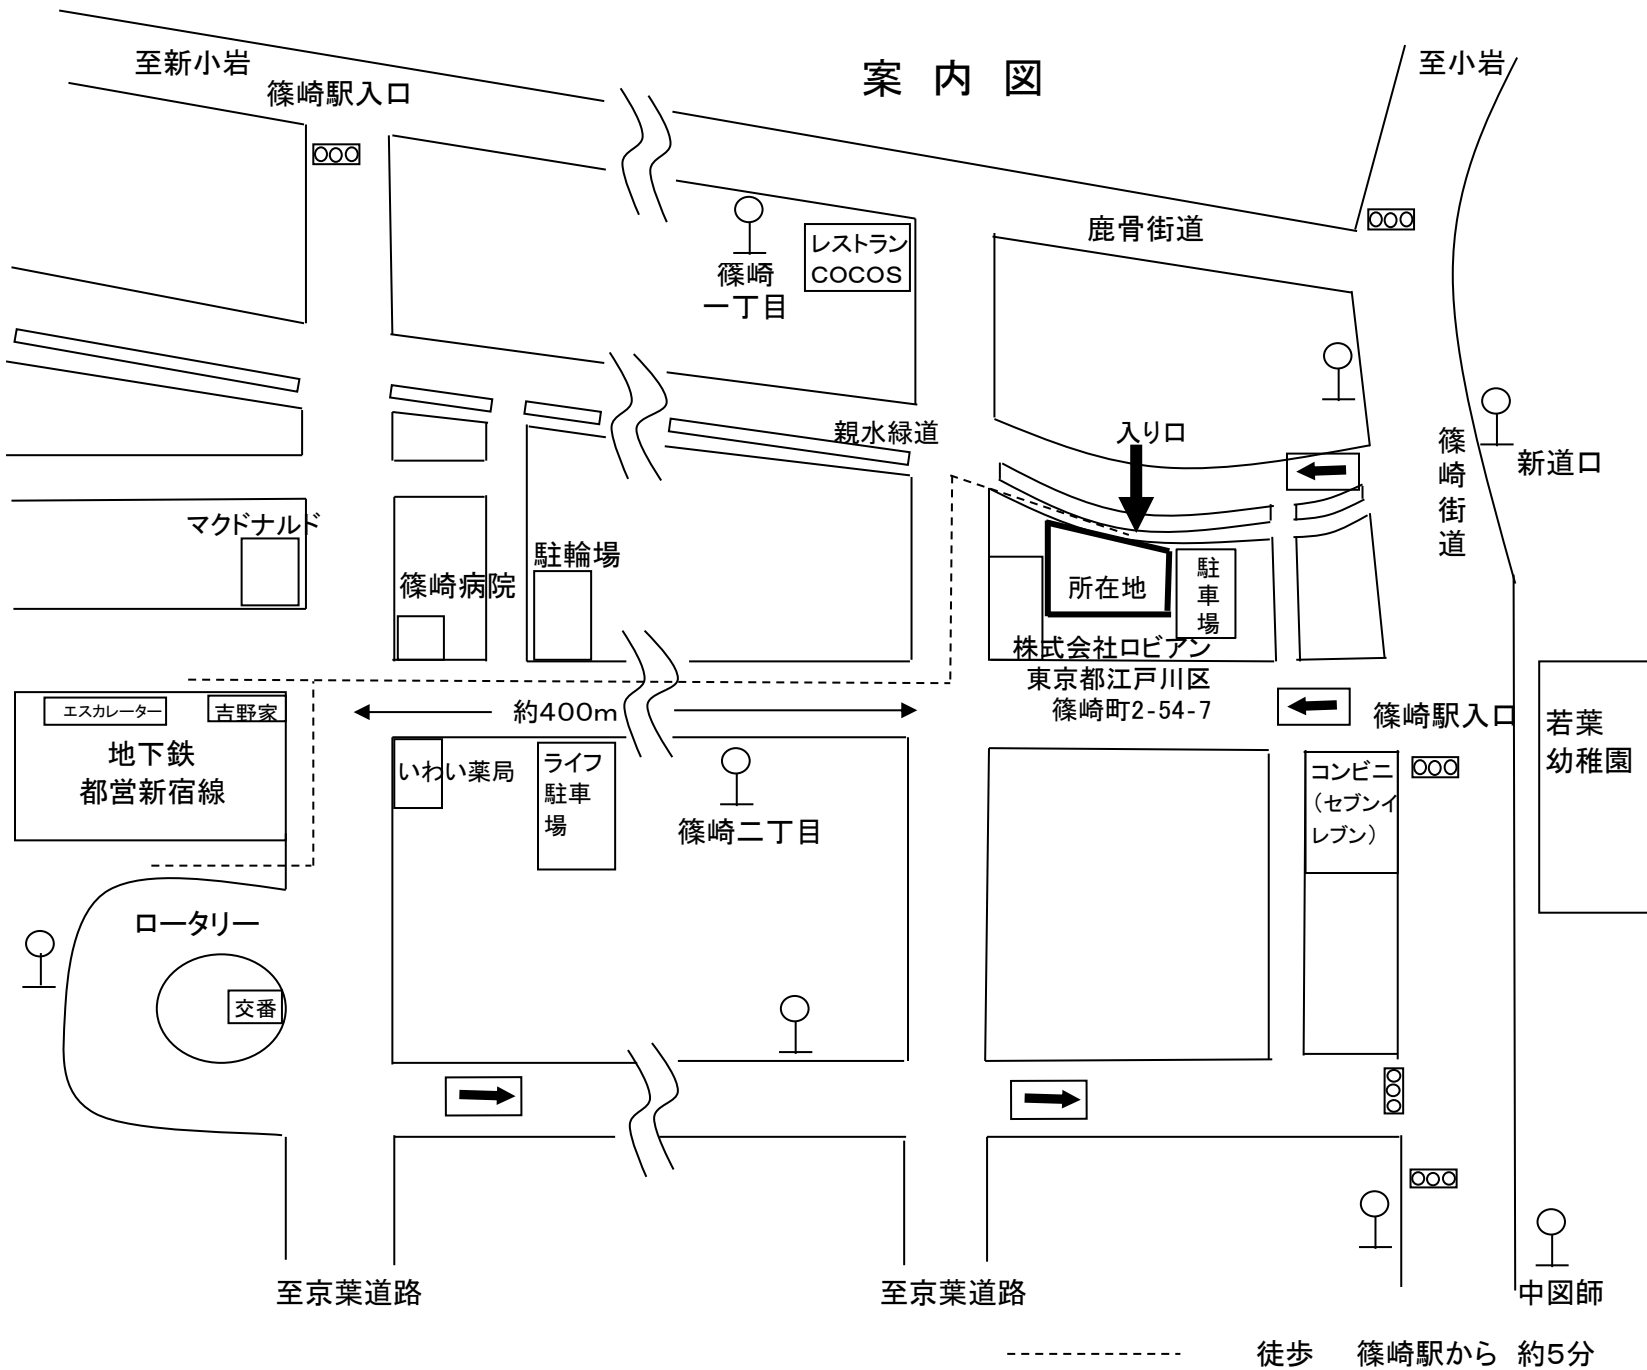 案 内 図
至新小岩
至小岩
篠崎駅入口
鹿骨街道
レストラン
COCOS
篠崎
一丁目
親水緑道
入り口
篠崎街道
新道口
マクドナルド
駐輪場
篠崎病院
所在地
駐車場
株式会社ロビアン
東京都江戸川区
篠崎町2-54-7
エスカレーター
吉野家
約400m
篠崎駅入口
若葉
幼稚園
地下鉄
都営新宿線
いわい薬局
ライフ
駐車
場
コンビニ
(セブンイ
レブン)
篠崎二丁目
ロータリー
交番
至京葉道路
至京葉道路
中図師
徒歩 篠崎駅から 約5分